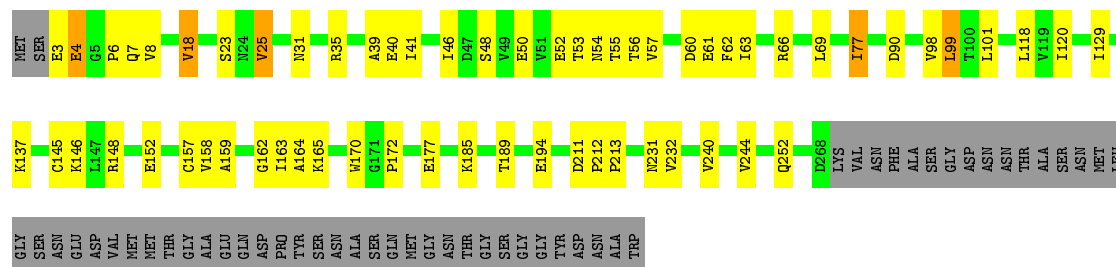 MET SER E3 E4 G5 P6 Q7 V8 V18 S23 N24 V25 N31 R35 A39 E40 I41 I46 D47 S48 V49 E50 V51 E52 T53 N54 T55 T56 V57 D60 E61 F62 I63 R66 L69 I77 D90 V98 L99 T100 L101 L118 V119 I120 I129
K137 C145 K146 L147 R148 E152 C157 V158 A159 G162 I163 A164 K165 W170 G171 P172 E177 K185 T189 E194 D211 P212 P213 N231 V232 V240 V244 Q252 D268 LYS VAL ASN PHE ALA SER GLY ASP ASN ASN THR ALA SER ASN MET LEU
GLY SER ASN GLU ASP VAL MET MET THR GLY ALA GLU GLN ASP PRO TYR SER ASN ALA SER GLN MET GLY ASN THR GLY SER GLY GLY TYR ASP ASN ALA TRP